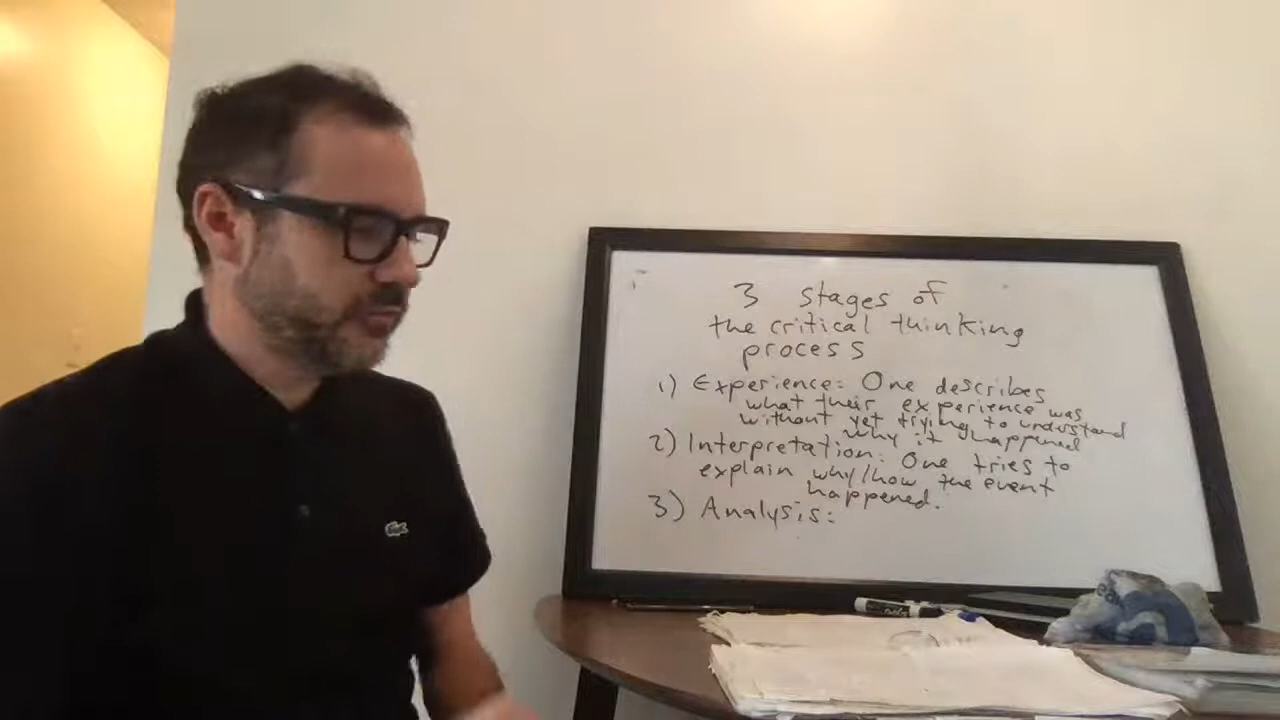 3 stages of
the critical thinking
process
1) Experience: One describes
what their experience was
without yet trying to understand
why it happened
2) Interpretation: One tries to
explain why/how the event
happened.
3) Analysis: